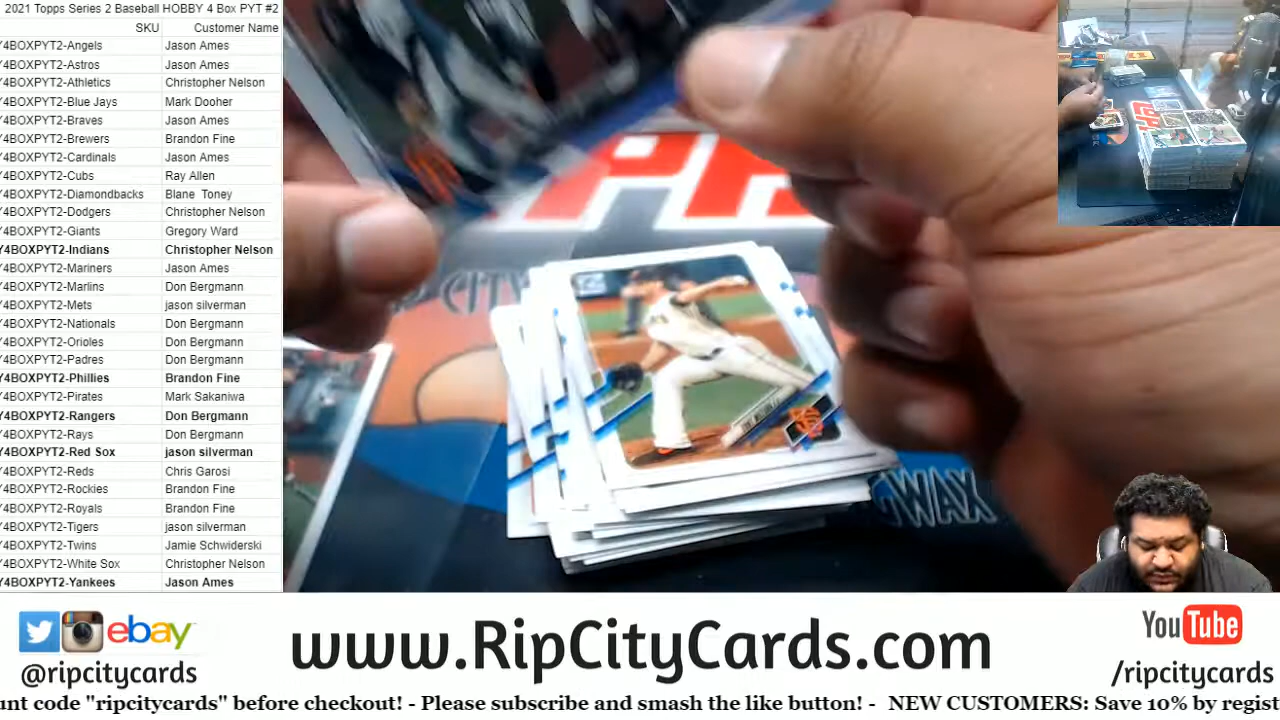 2021 Topps Series 2 Baseball HOBBY 4 Box PYT #2
SKU Customer Name
Y4BOXPYT2-Angels Jason Ames
Y4BOXPYT2-Astros Jason Ames
Y4BOXPYT2-Athletics Christopher Nelson
Y4BOXPYT2-Blue Jays Mark Dooher
Y4BOXPYT2-Braves Jason Ames
Y4BOXPYT2-Brewers Brandon Fine
Y4BOXPYT2-Cardinals Jason Ames
Y4BOXPYT2-Cubs Ray Allen
Y4BOXPYT2-Diamondbacks Blane Toney
Y4BOXPYT2-Dodgers Christopher Nelson
Y4BOXPYT2-Giants Gregory Ward
Y4BOXPYT2-Indians Christopher Nelson
Y4BOXPYT2-Mariners Jason Ames
Y4BOXPYT2-Marlins Don Bergmann
Y4BOXPYT2-Mets jason silverman
Y4BOXPYT2-Nationals Don Bergmann
Y4BOXPYT2-Orioles Don Bergmann
Y4BOXPYT2-Padres Don Bergmann
Y4BOXPYT2-Phillies Brandon Fine
Y4BOXPYT2-Pirates Mark Sakaniwa
Y4BOXPYT2-Rangers Don Bergmann
Y4BOXPYT2-Rays Don Bergmann
Y4BOXPYT2-Red Sox jason silverman
Y4BOXPYT2-Reds Chris Garosi
Y4BOXPYT2-Rockies Brandon Fine
Y4BOXPYT2-Royals Brandon Fine
Y4BOXPYT2-Tigers jason silverman
Y4BOXPYT2-Twins Jamie Schwiderski
Y4BOXPYT2-White Sox Christopher Nelson
Y4BOXPYT2-Yankees Jason Ames
CITY
WAX
ebay
@ripcitycards
www.RipCityCards.com
YouTube
/ripcitycards
unt code "ripcitycards" before checkout! - Please subscribe and smash the like button! - NEW CUSTOMERS: Save 10% by regist